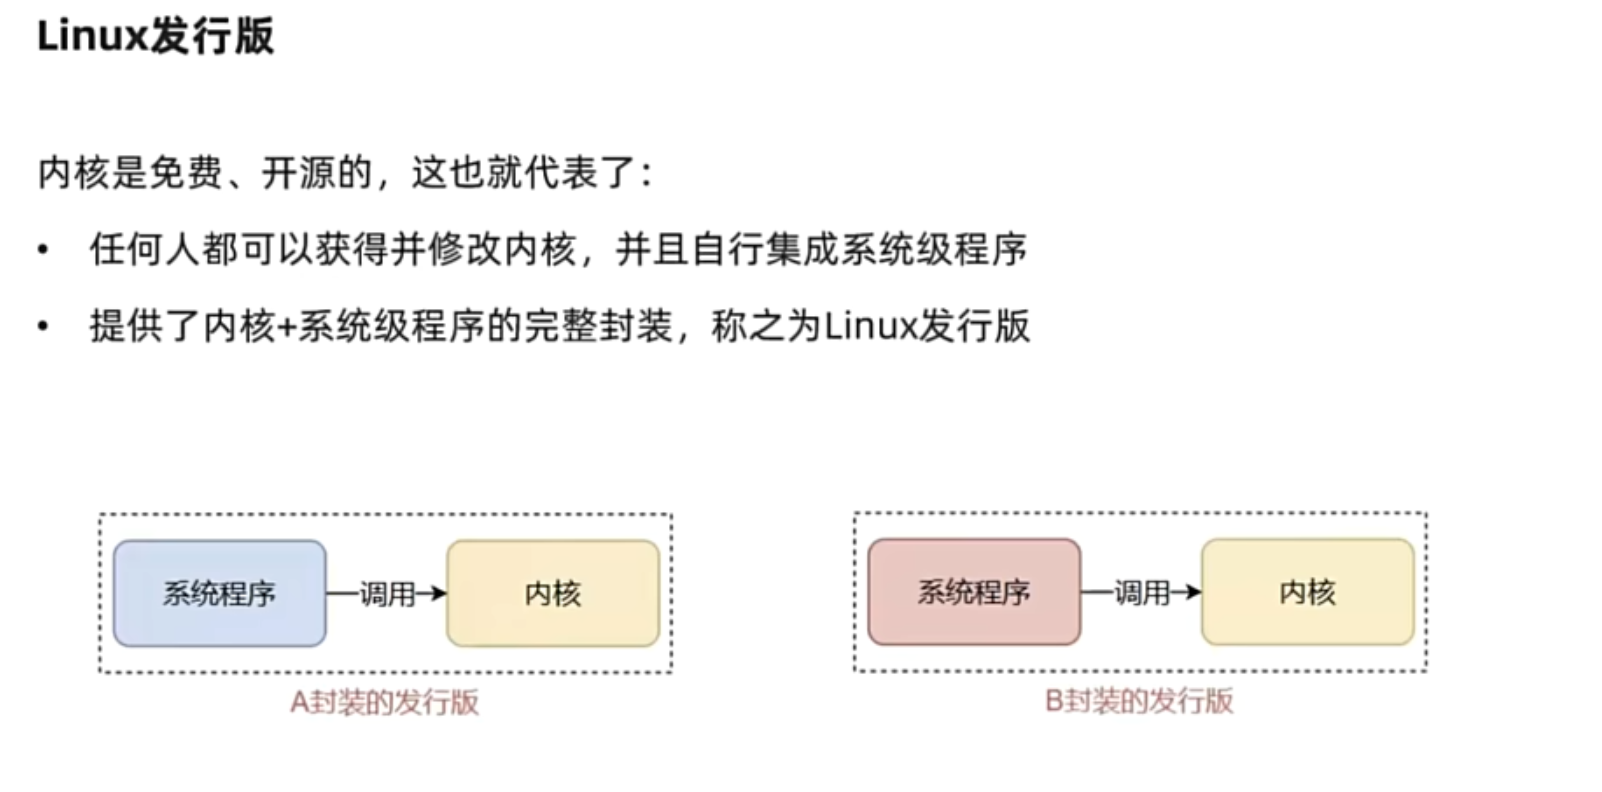 Linux发行版
内核是免费、开源的，这也就代表了：
• 任何人都可以获得并修改内核，并且自行集成系统级程序
• 提供了内核+系统级程序的完整封装，称之为Linux发行版
系统程序 调用 内核
A封装的发行版
系统程序 调用 内核
B封装的发行版